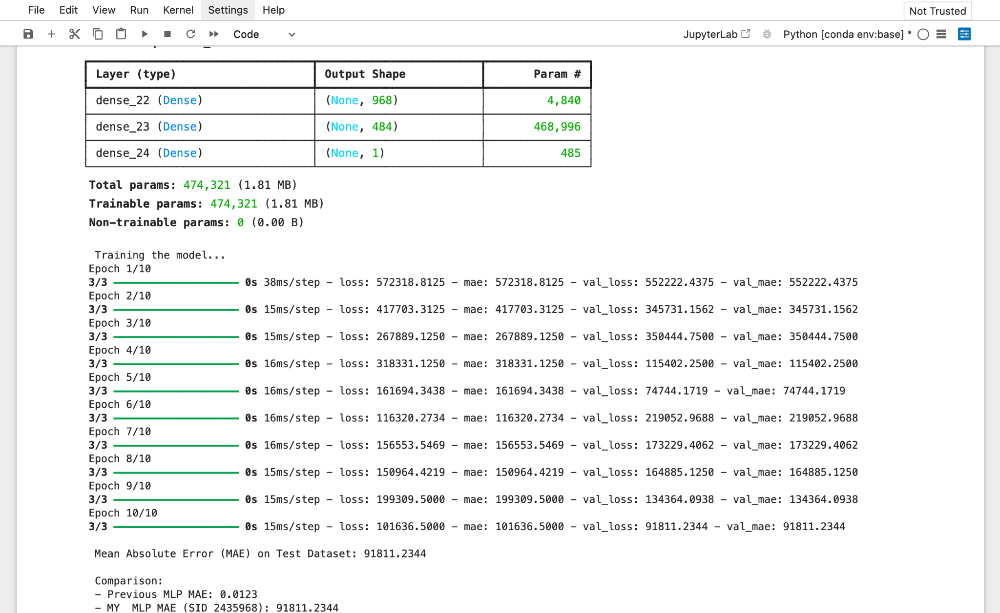 File Edit View Run Kernel Settings Help Not Trusted
Code JupyterLab Python [conda env:base] *
Layer (type) Output Shape Param #
dense_22 (Dense) (None, 968) 4,840
dense_23 (Dense) (None, 484) 468,996
dense_24 (Dense) (None, 1) 485
Total params: 474,321 (1.81 MB)
Trainable params: 474,321 (1.81 MB)
Non-trainable params: 0 (0.00 B)
Training the model...
Epoch 1/10
3/3 0s 38ms/step - loss: 572318.8125 - mae: 572318.8125 - val_loss: 552222.4375 - val_mae: 552222.4375
Epoch 2/10
3/3 0s 15ms/step - loss: 417703.3125 - mae: 417703.3125 - val_loss: 345731.1562 - val_mae: 345731.1562
Epoch 3/10
3/3 0s 15ms/step - loss: 267889.1250 - mae: 267889.1250 - val_loss: 350444.7500 - val_mae: 350444.7500
Epoch 4/10
3/3 0s 16ms/step - loss: 318331.1250 - mae: 318331.1250 - val_loss: 115402.2500 - val_mae: 115402.2500
Epoch 5/10
3/3 0s 16ms/step - loss: 161694.3438 - mae: 161694.3438 - val_loss: 74744.1719 - val_mae: 74744.1719
Epoch 6/10
3/3 0s 16ms/step - loss: 116320.2734 - mae: 116320.2734 - val_loss: 219052.9688 - val_mae: 219052.9688
Epoch 7/10
3/3 0s 16ms/step - loss: 156553.5469 - mae: 156553.5469 - val_loss: 173229.4062 - val_mae: 173229.4062
Epoch 8/10
3/3 0s 15ms/step - loss: 150964.4219 - mae: 150964.4219 - val_loss: 164885.1250 - val_mae: 164885.1250
Epoch 9/10
3/3 0s 15ms/step - loss: 199309.5000 - mae: 199309.5000 - val_loss: 134364.0938 - val_mae: 134364.0938
Epoch 10/10
3/3 0s 15ms/step - loss: 101636.5000 - mae: 101636.5000 - val_loss: 91811.2344 - val_mae: 91811.2344
Mean Absolute Error (MAE) on Test Dataset: 91811.2344
Comparison:
- Previous MLP MAE: 0.0123
- MY  MLP MAE (SID 2435968): 91811.2344